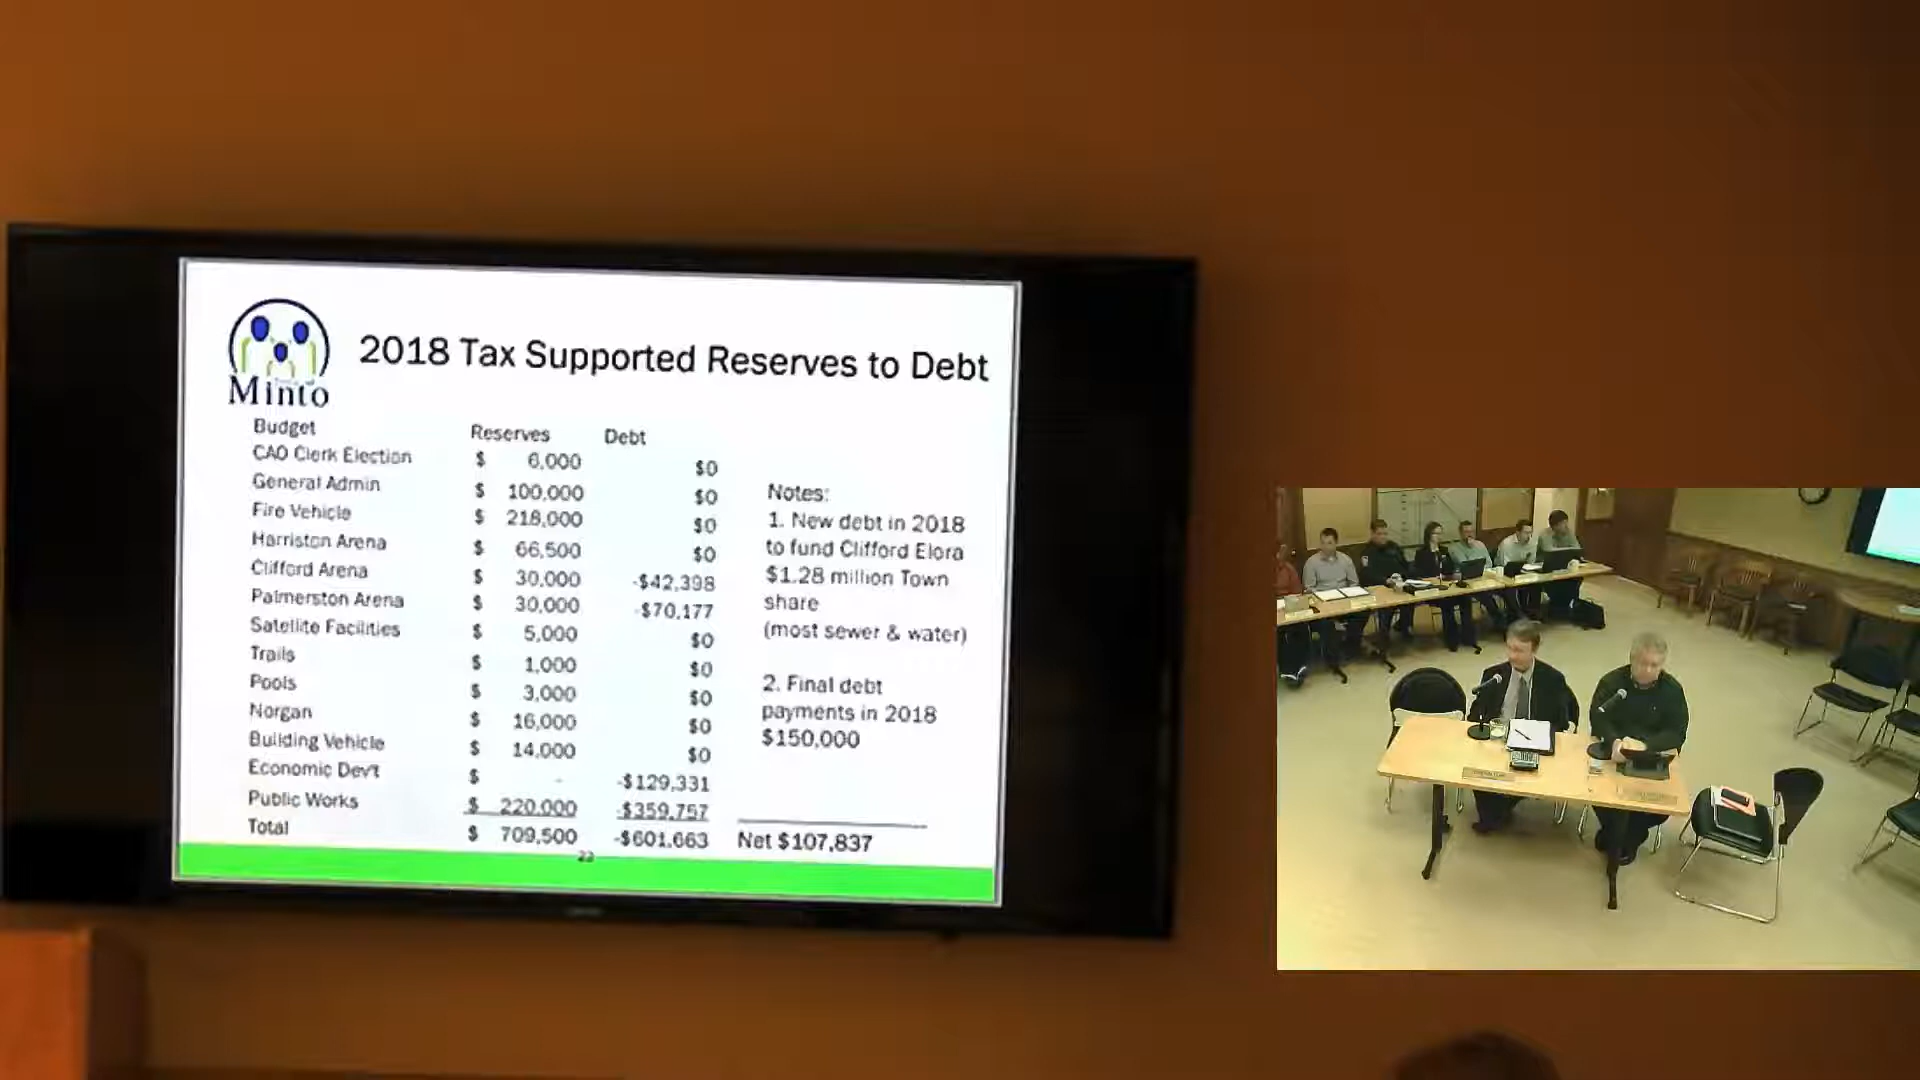 Minto
2018 Tax Supported Reserves to Debt
Budget Reserves Debt
CAO Clerk Election $ 6,000 $0
General Admin $ 100,000 $0
Fire Vehicle $ 218,000 $0
Harriston Arena $ 66,500 $0
Clifford Arena $ 30,000 -$42,398
Palmerston Arena $ 30,000 -$70,177
Satellite Facilities $ 5,000 $0
Trails $ 1,000 $0
Pools $ 3,000 $0
Norgan $ 16,000 $0
Building Vehicle $ 14,000 $0
Economic Dev't $ - -$129,331
Public Works $ 220,000 -$359,757
Total $ 709,500 -$601,663 Net $107,837
Notes:
1. New debt in 2018
to fund Clifford Elora
$1.28 million Town
share
(most sewer & water)
2. Final debt
payments in 2018
$150,000